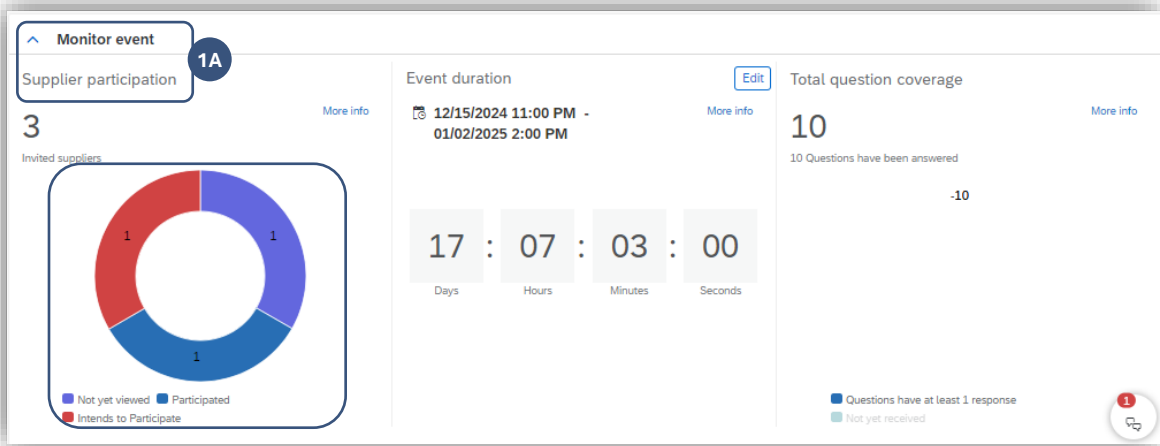 Monitor event
1A
Supplier participation
More info
3
Invited suppliers
1
1
1
Not yet viewed
Participated
Intends to Participate
Event duration
Edit
12/15/2024 11:00 PM -
01/02/2025 2:00 PM
More info
17 : 07 : 03 : 00
Days Hours Minutes Seconds
Total question coverage
More info
10
10 Questions have been answered
-10
Questions have at least 1 response
Not yet received
1